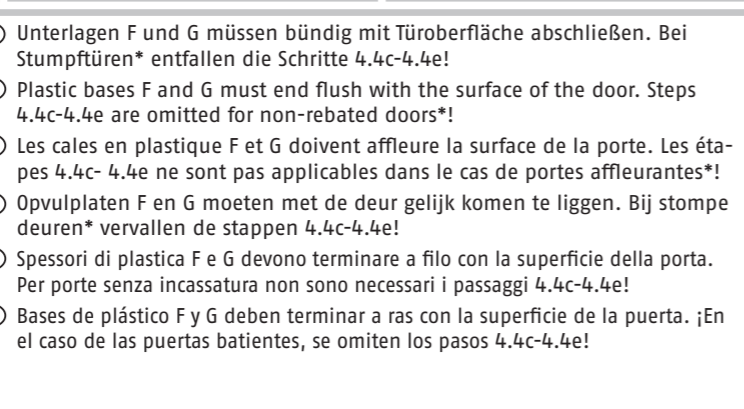 Unterlagen F und G müssen bündig mit Türoberfläche abschließen. Bei
Stumpftüren* entfallen die Schritte 4.4c-4.4e!
Plastic bases F and G must end flush with the surface of the door. Steps
4.4c-4.4e are omitted for non-rebated doors*!
Les cales en plastique F et G doivent affleure la surface de la porte. Les éta-
pes 4.4c- 4.4e ne sont pas applicables dans le cas de portes affleurantes*!
Opvulplaten F en G moeten met de deur gelijk komen te liggen. Bij stompe
deuren* vervallen de stappen 4.4c-4.4e!
Spessori di plastica F e G devono terminare a filo con la superficie della porta.
Per porte senza incassatura non sono necessari i passaggi 4.4c-4.4e!
Bases de plástico F y G deben terminar a ras con la superficie de la puerta. ¡En
el caso de las puertas batientes, se omiten los pasos 4.4c-4.4e!